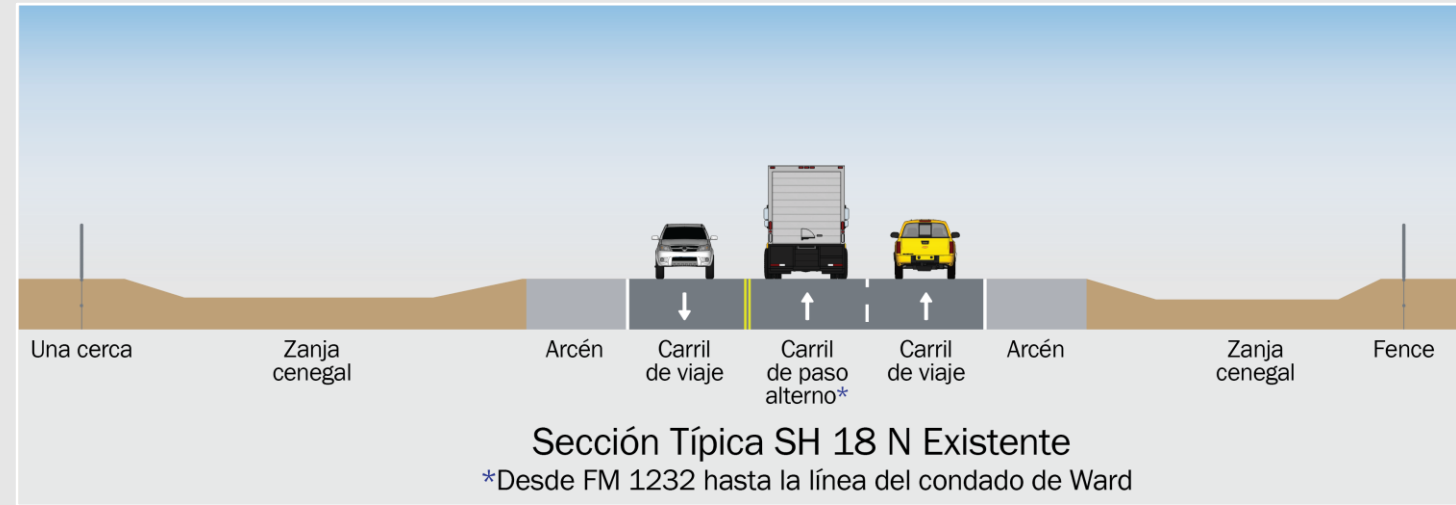 Una cerca
Zanja
cenegal
Arcén
Carril
de viaje
Carril
de paso
alterno*
Carril
de viaje
Arcén
Zanja
cenegal
Fence
Sección Típica SH 18 N Existente
*Desde FM 1232 hasta la línea del condado de Ward